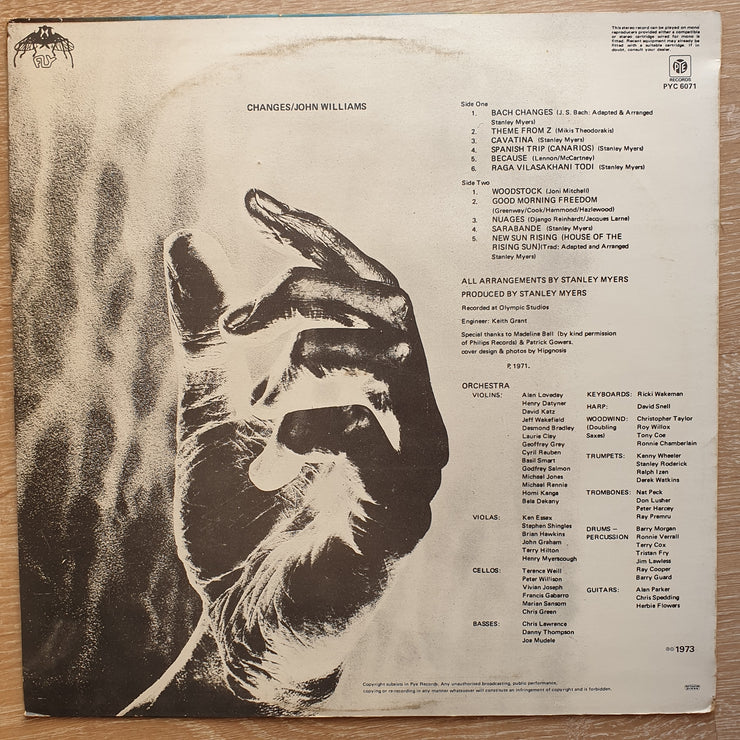 This stereo record can be played on mono
reproducers provided either a compatible
or stereo cartridge wired for mono is
fitted. Recent equipment may already be
fitted with a suitable cartridge. If in
doubt, consult your dealer.
PYE
RECORDS
PYC 6071
CHANGES/JOHN WILLIAMS
Side One
1. BACH CHANGES (J. S. Bach: Adapted & Arranged
Stanley Myers)
2. THEME FROM Z (Mikis Theodorakis)
3. CAVATINA (Stanley Myers)
4. SPANISH TRIP (CANARIOS) (Stanley Myers)
5. BECAUSE (Lennon/McCartney)
6. RAGA VILASAKHANI TODI (Stanley Myers)
Side Two
1. WOODSTOCK (Joni Mitchell)
2. GOOD MORNING FREEDOM
(Greenway/Cook/Hammond/Hazlewood)
3. NUAGES (Django Reinhardt/Jacques Larne)
4. SARABANDE (Stanley Myers)
5. NEW SUN RISING (HOUSE OF THE
RISING SUN)(Trad: Adapted and Arranged
Stanley Myers)
ALL ARRANGEMENTS BY STANLEY MYERS
PRODUCED BY STANLEY MYERS
Recorded at Olympic Studios
Engineer: Keith Grant
Special thanks to Madeline Bell (by kind permission
of Philips Records) & Patrick Gowers.
cover design & photos by Hipgnosis
P. 1971.
ORCHESTRA
VIOLINS: Alan Loveday
Henry Datyner
David Katz
Jeff Wakefield
Desmond Bradley
Laurie Clay
Geoffrey Grey
Cyril Reuben
Basil Smart
Godfrey Salmon
Michael Jones
Michael Rennie
Homi Kanga
Bela Dekany
VIOLAS: Ken Essex
Stephen Shingles
Brian Hawkins
John Graham
Terry Hilton
Henry Myerscough
CELLOS: Terence Weill
Peter Willison
Vivian Joseph
Francis Gabarro
Marian Sansom
Chris Green
BASSES: Chris Lawrence
Danny Thompson
Joe Mudele
KEYBOARDS: Ricki Wakeman
HARP: David Snell
WOODWIND: Christopher Taylor
(Doubling Roy Willox
Saxes) Tony Coe
Ronnie Chamberlain
TRUMPETS: Kenny Wheeler
Stanley Roderick
Ralph Izen
Derek Watkins
TROMBONES: Nat Peck
Don Lusher
Peter Harvey
Ray Premru
DRUMS – Barry Morgan
PERCUSSION Ronnie Verrall
Terry Cox
Tristan Fry
Jim Lawless
Ray Cooper
Barry Guard
GUITARS: Alan Parker
Chris Spedding
Herbie Flowers
1973
Copyright subsists in Pye Records. Any unauthorised broadcasting, public performance,
copying or re-recording in any manner whatsoever will constitute an infringement of copyright and is forbidden.